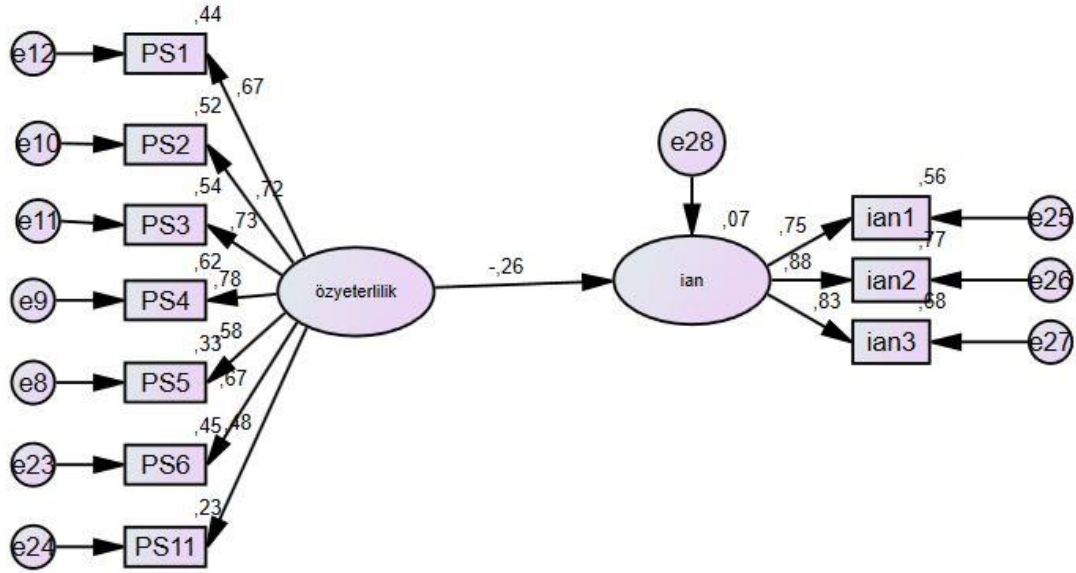 ,44
e12 PS1
,67
,52
e10 PS2
,72
,54
e11 PS3
,73
,62
e9 PS4
,78
,58
,33
e8 PS5
,67
,45 ,48
e23 PS6
,23
e24 PS11
özyeterlilik
-,26
e28
,07
ian
,75
,56
ian1 e25
,88
,77
ian2 e26
,83
,68
ian3 e27